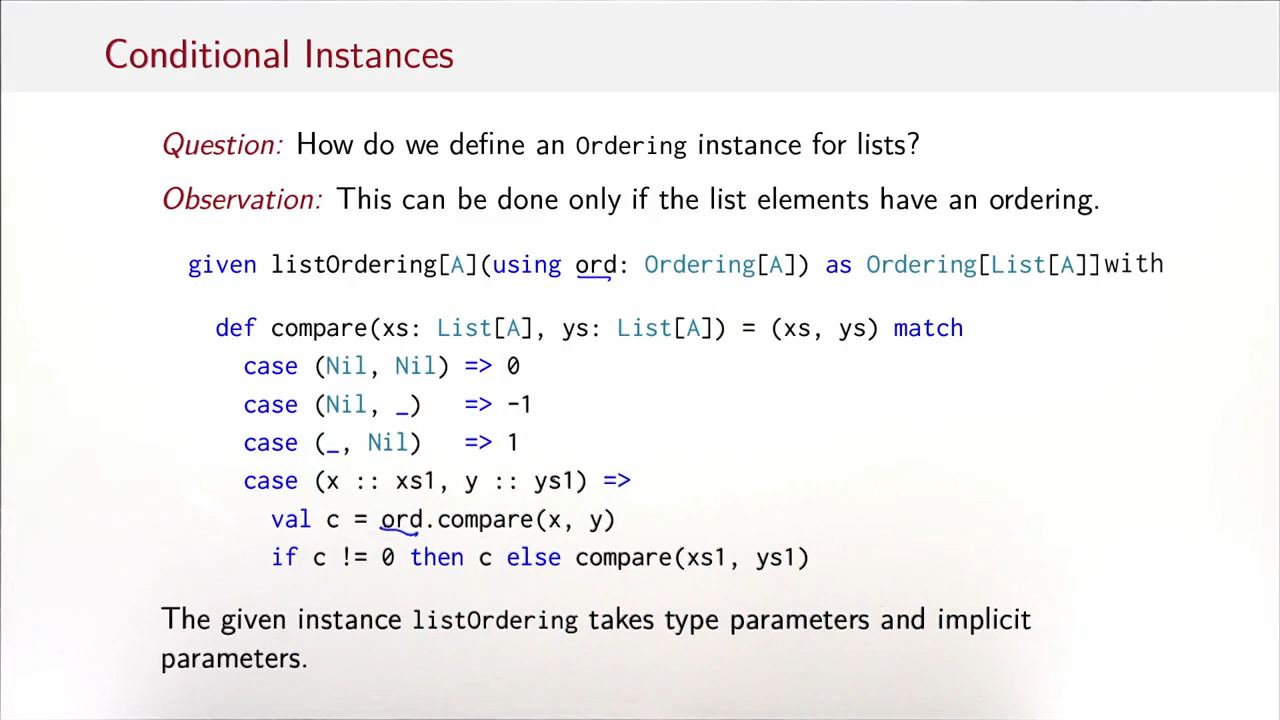 Conditional Instances
Question: How do we define an Ordering instance for lists?
Observation: This can be done only if the list elements have an ordering.
given listOrdering[A](using ord: Ordering[A]) as Ordering[List[A]]with
def compare(xs: List[A], ys: List[A]) = (xs, ys) match
case (Nil, Nil) => 0
case (Nil, _) => -1
case (_, Nil) => 1
case (x :: xs1, y :: ys1) =>
val c = ord.compare(x, y)
if c != 0 then c else compare(xs1, ys1)
The given instance listOrdering takes type parameters and implicit
parameters.